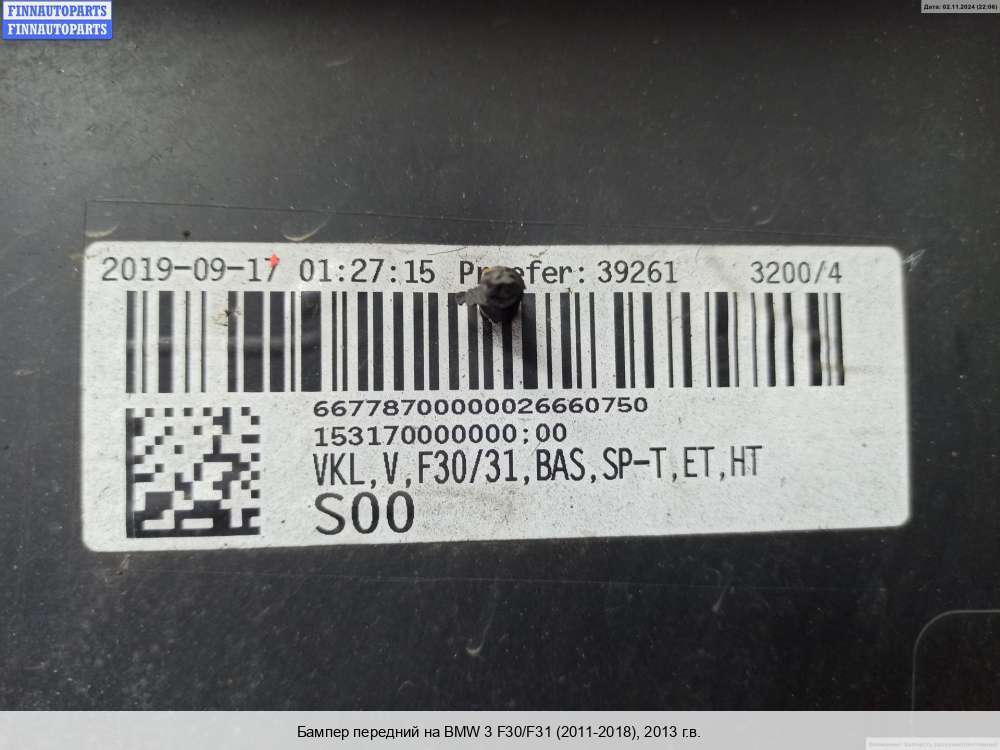 FINNAUTOPARTS
FINNAUTOPARTS
Дата: 02.11.2024 (22:06)
2019-09-17 01:27:15 39261 3200/4
66778700000026660750
153170000000;00
VKL,V,F30/31,BAS,SP-T,ET,HT
S00
Бампер передний на BMW 3 F30/F31 (2011-2018), 2013 г.в.